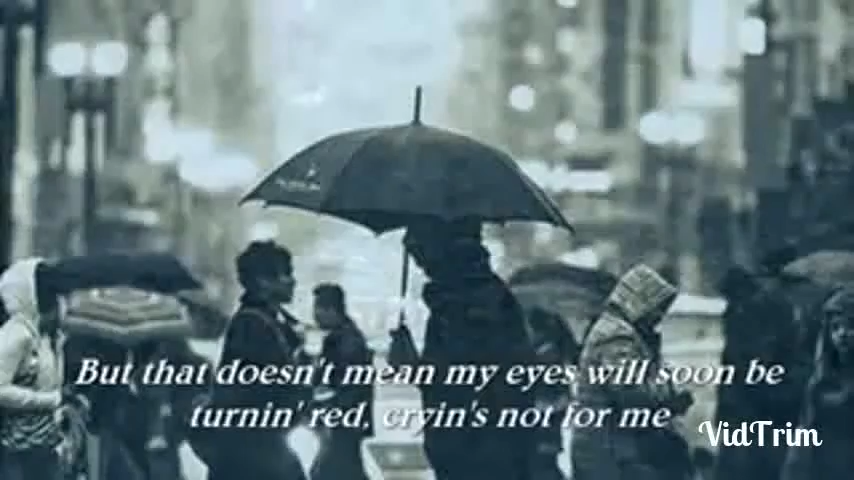 But that doesn't mean my eyes will soon be
turnin' red, cryin's not for me
VidTrim